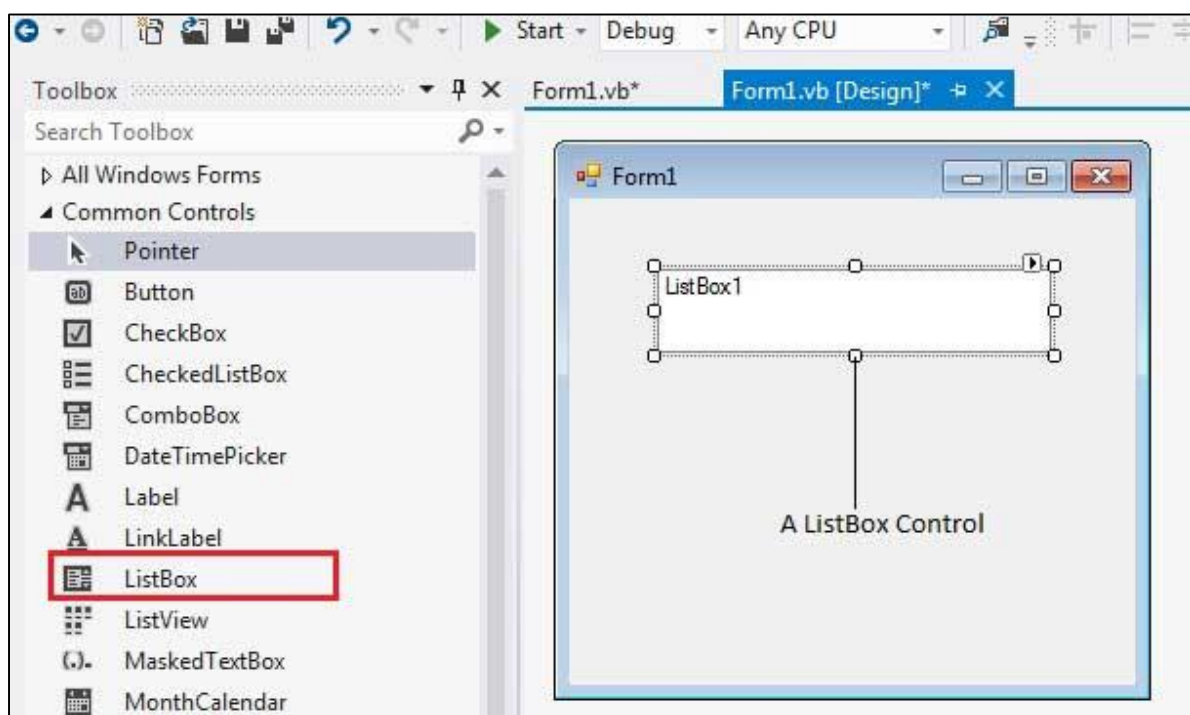 Start Debug Any CPU
Toolbox
Form1.vb* Form1.vb [Design]*
Search Toolbox
All Windows Forms
Common Controls
Pointer
Button
CheckBox
CheckedListBox
ComboBox
DateTimePicker
Label
LinkLabel
ListBox
ListView
MaskedTextBox
MonthCalendar
Form1
ListBox1
A ListBox Control